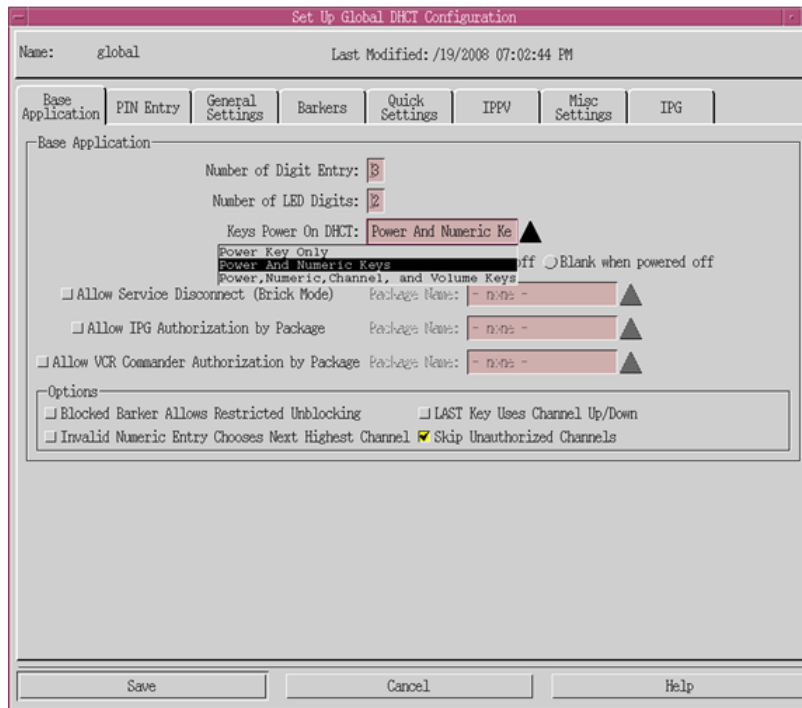 Set Up Global DHCT Configuration
Name: global Last Modified: /19/2008 07:02:44 PM
Base Application PIN Entry General Settings Barkers Quick Settings IPPV Misc Settings IPG
Base Application
Number of Digit Entry: 3
Number of LED Digits: 2
Keys Power On DHCT: Power And Numeric Ke
Power Key Only
Power And Numeric Keys off Blank when powered off
Power,Numeric,Channel, and Volume Keys
Allow Service Disconnect (Brick Mode) Package Name: - none -
Allow IPG Authorization by Package Package Name: - none -
Allow VCR Commander Authorization by Package Package Name: - none -
Options
Blocked Barker Allows Restricted Unblocking LAST Key Uses Channel Up/Down
Invalid Numeric Entry Chooses Next Highest Channel Skip Unauthorized Channels
Save Cancel Help